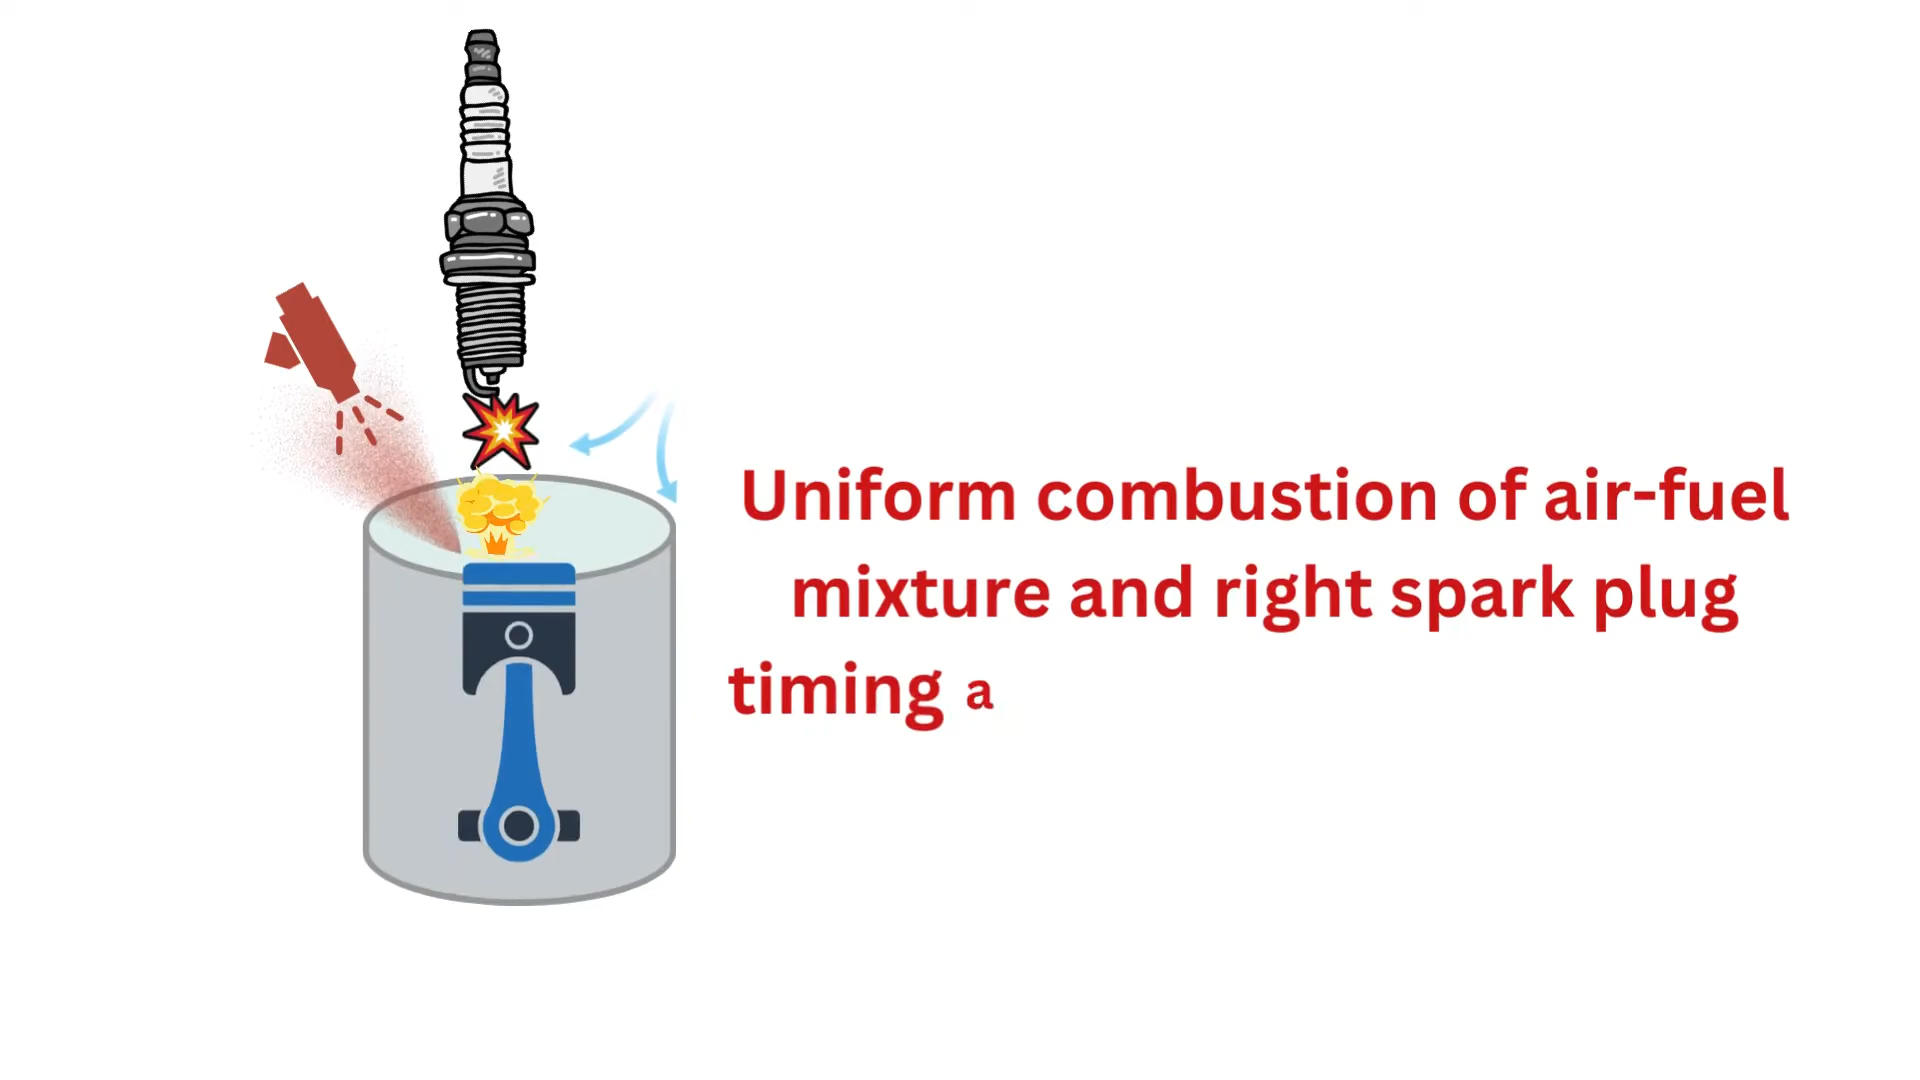 Uniform combustion of air-fuel
mixture and right spark plug
timing a